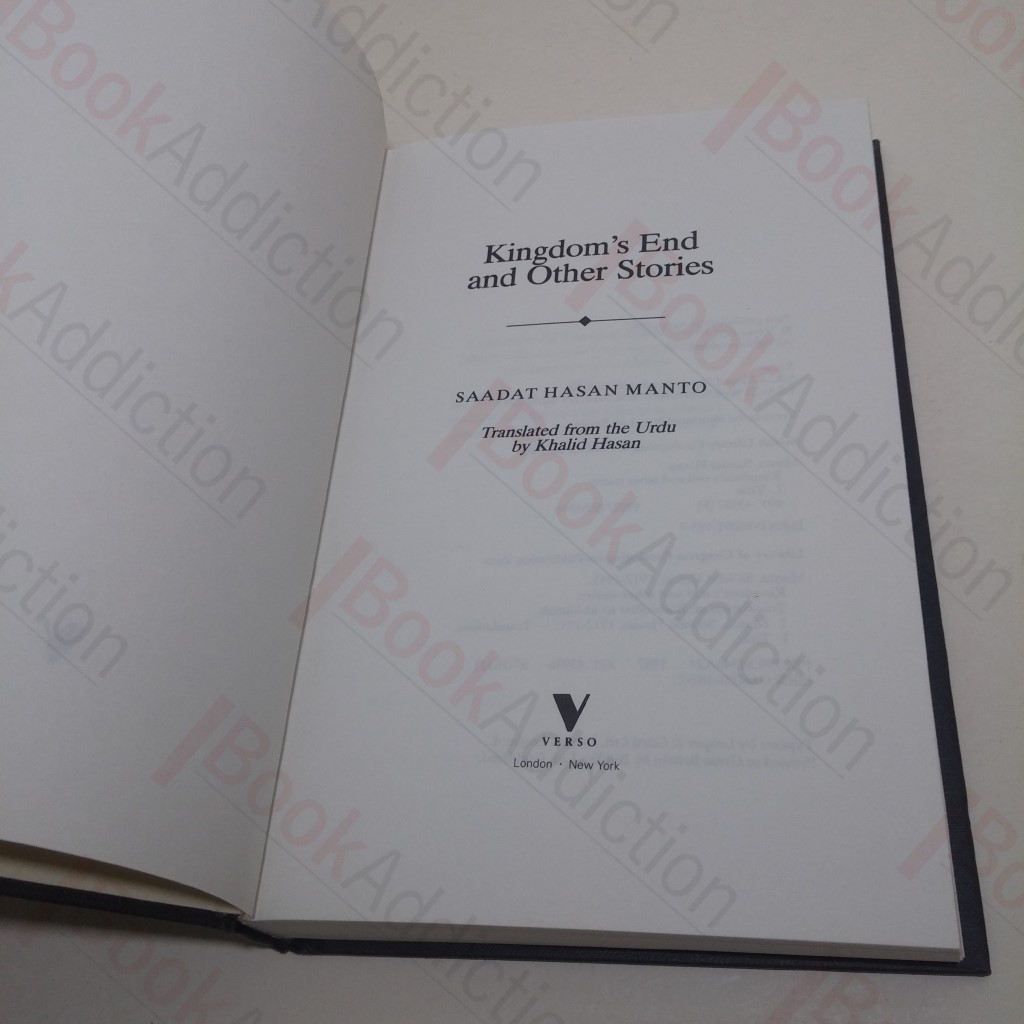 Kingdom's End
and Other Stories
SAADAT HASAN MANTO
Translated from the Urdu
by Khalid Hasan
V
VERSO
London · New York
BookAddiction